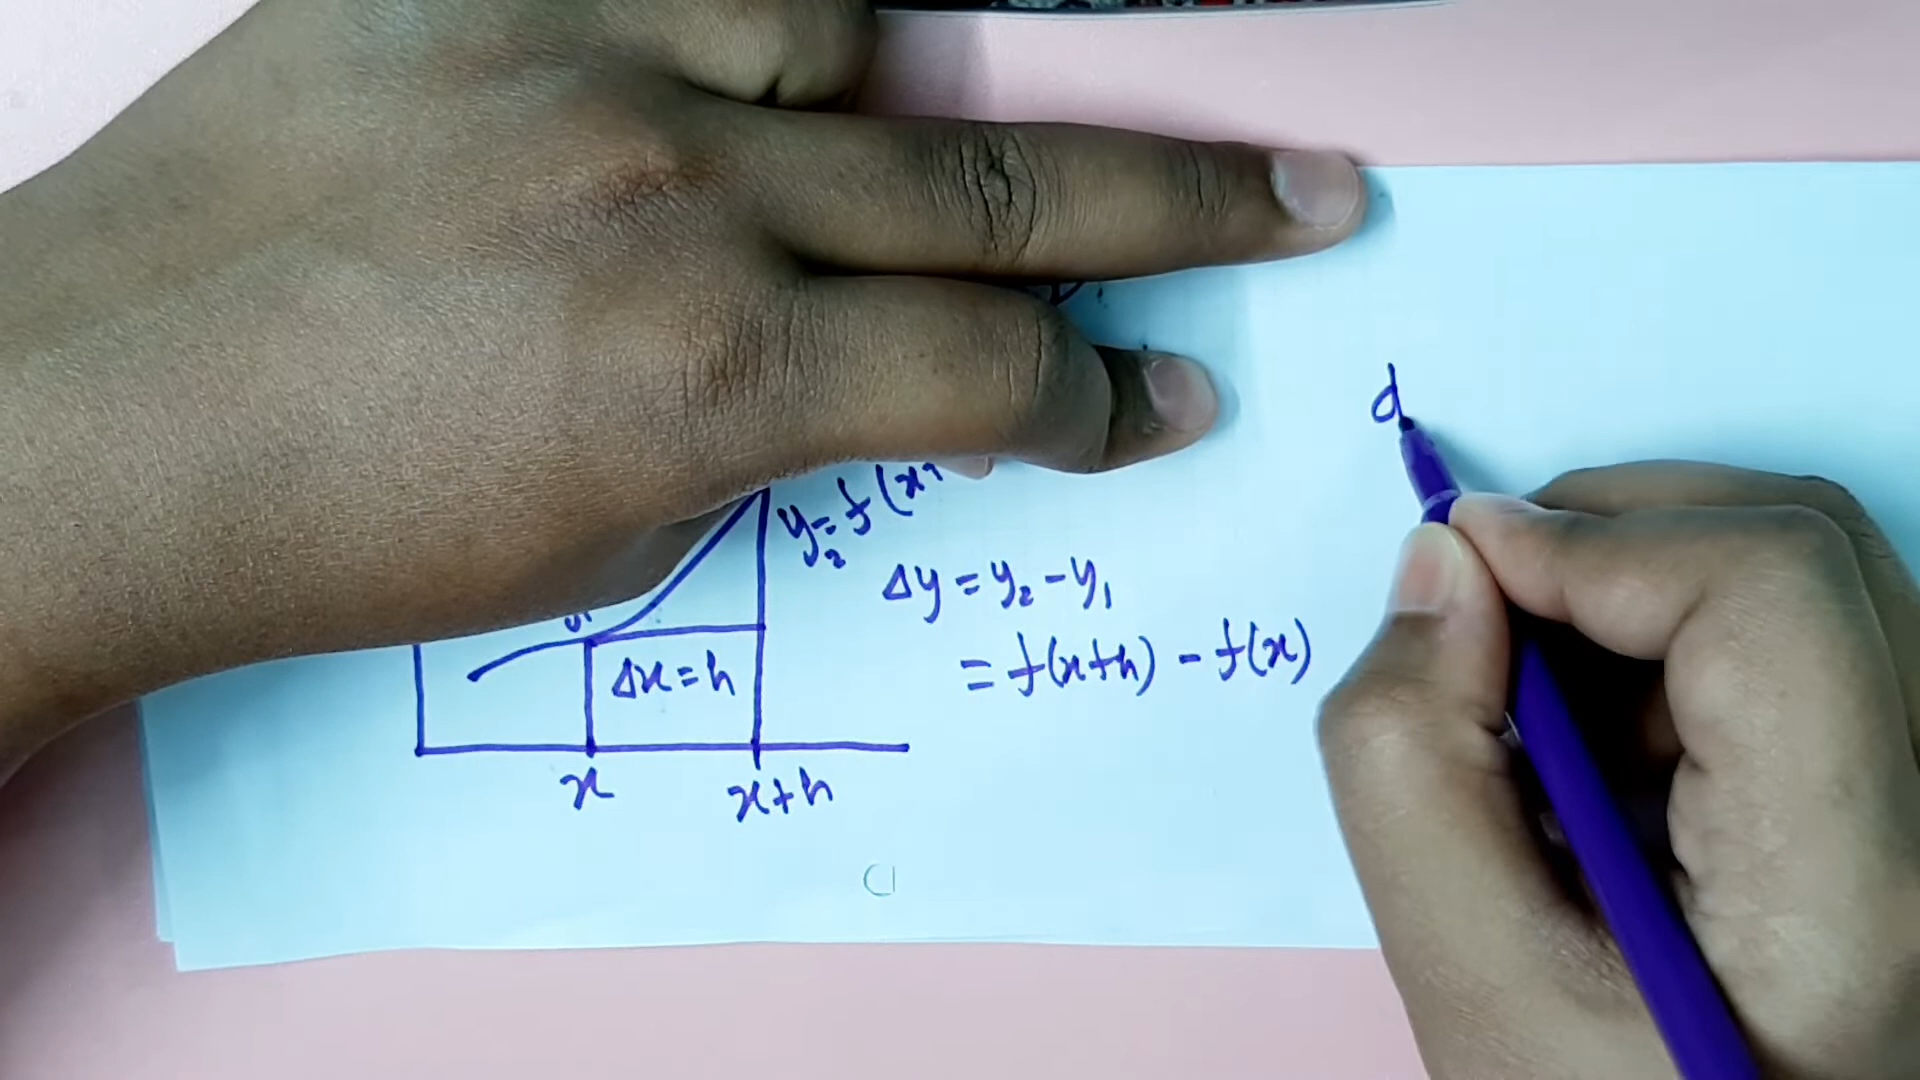 d
y₂ = f(x+
Δy = y₂ - y₁
Δx = h
= f(x+h) - f(x)
x
x+h